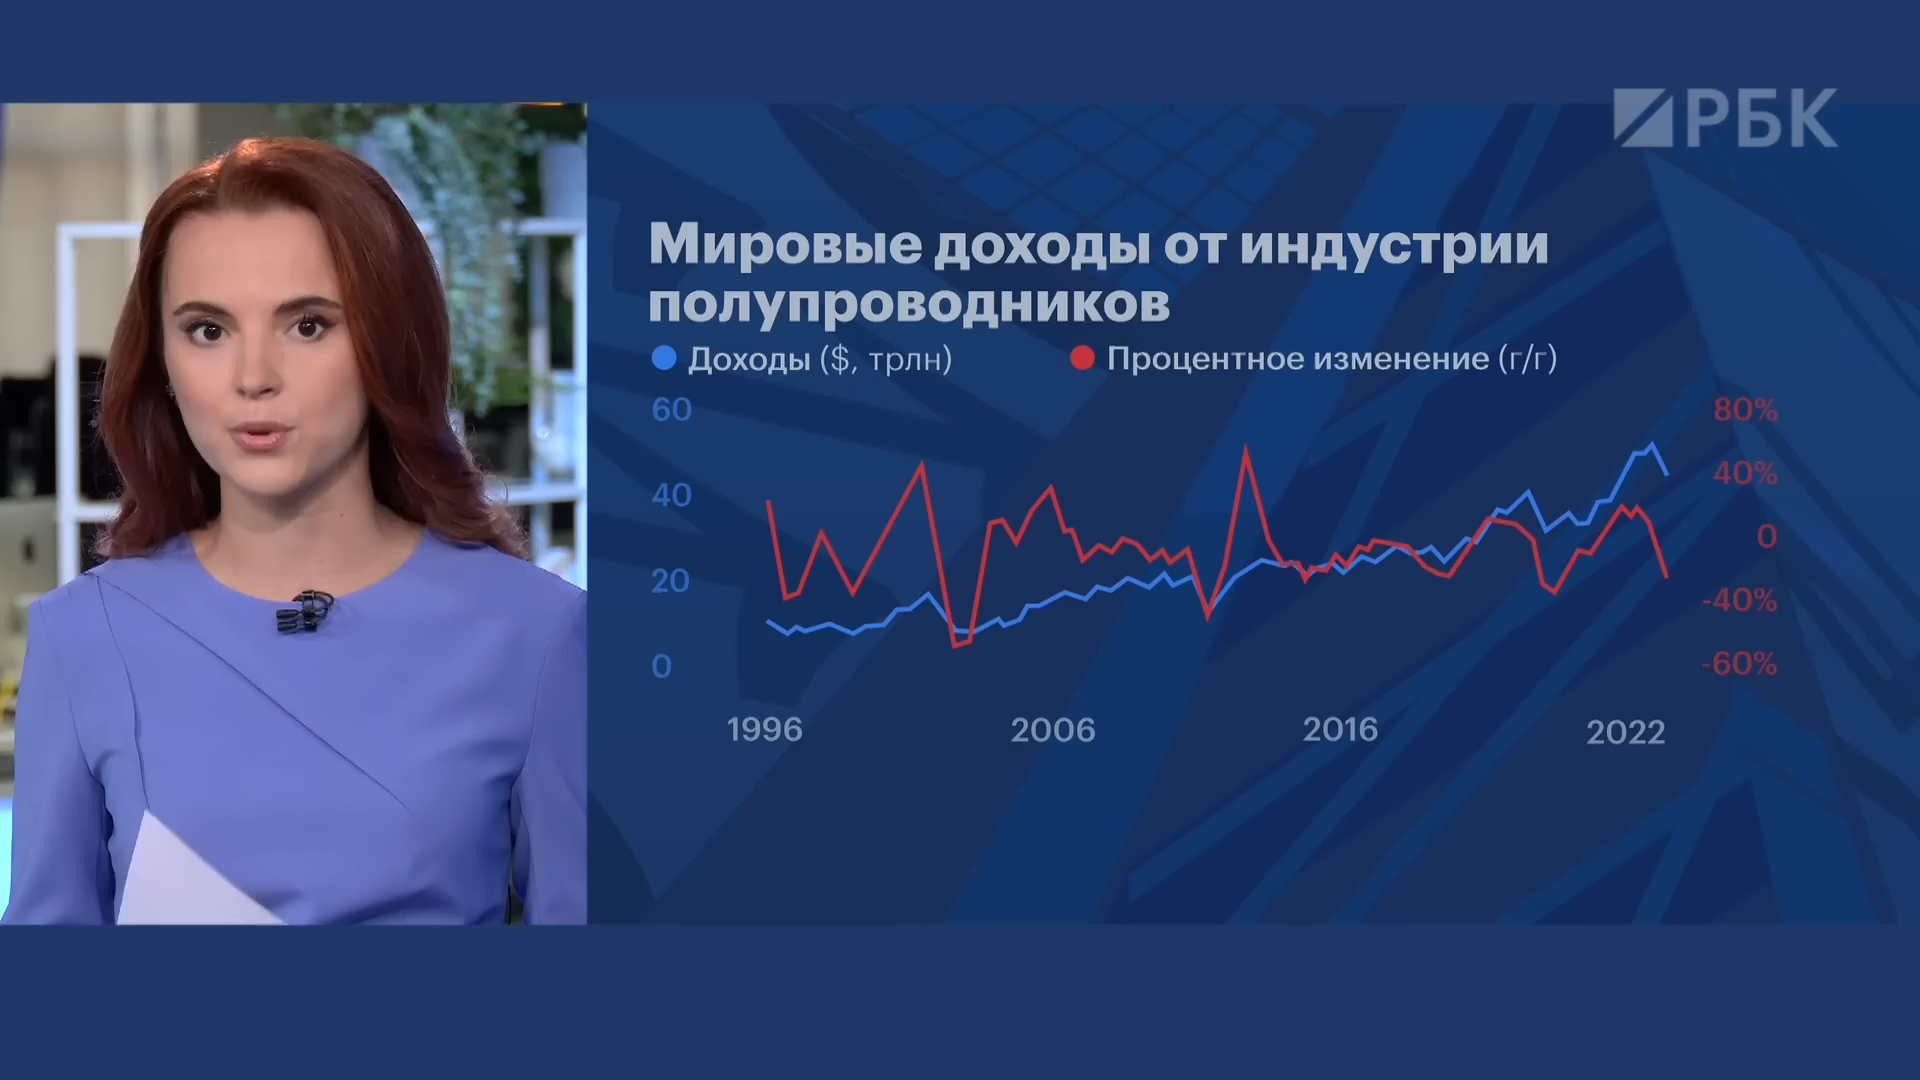 РБК
Мировые доходы от индустрии
полупроводников
Доходы ($, трлн) Процентное изменение (г/г)
60 80%
40 40%
0
20 -40%
0 -60%
1996 2006 2016 2022